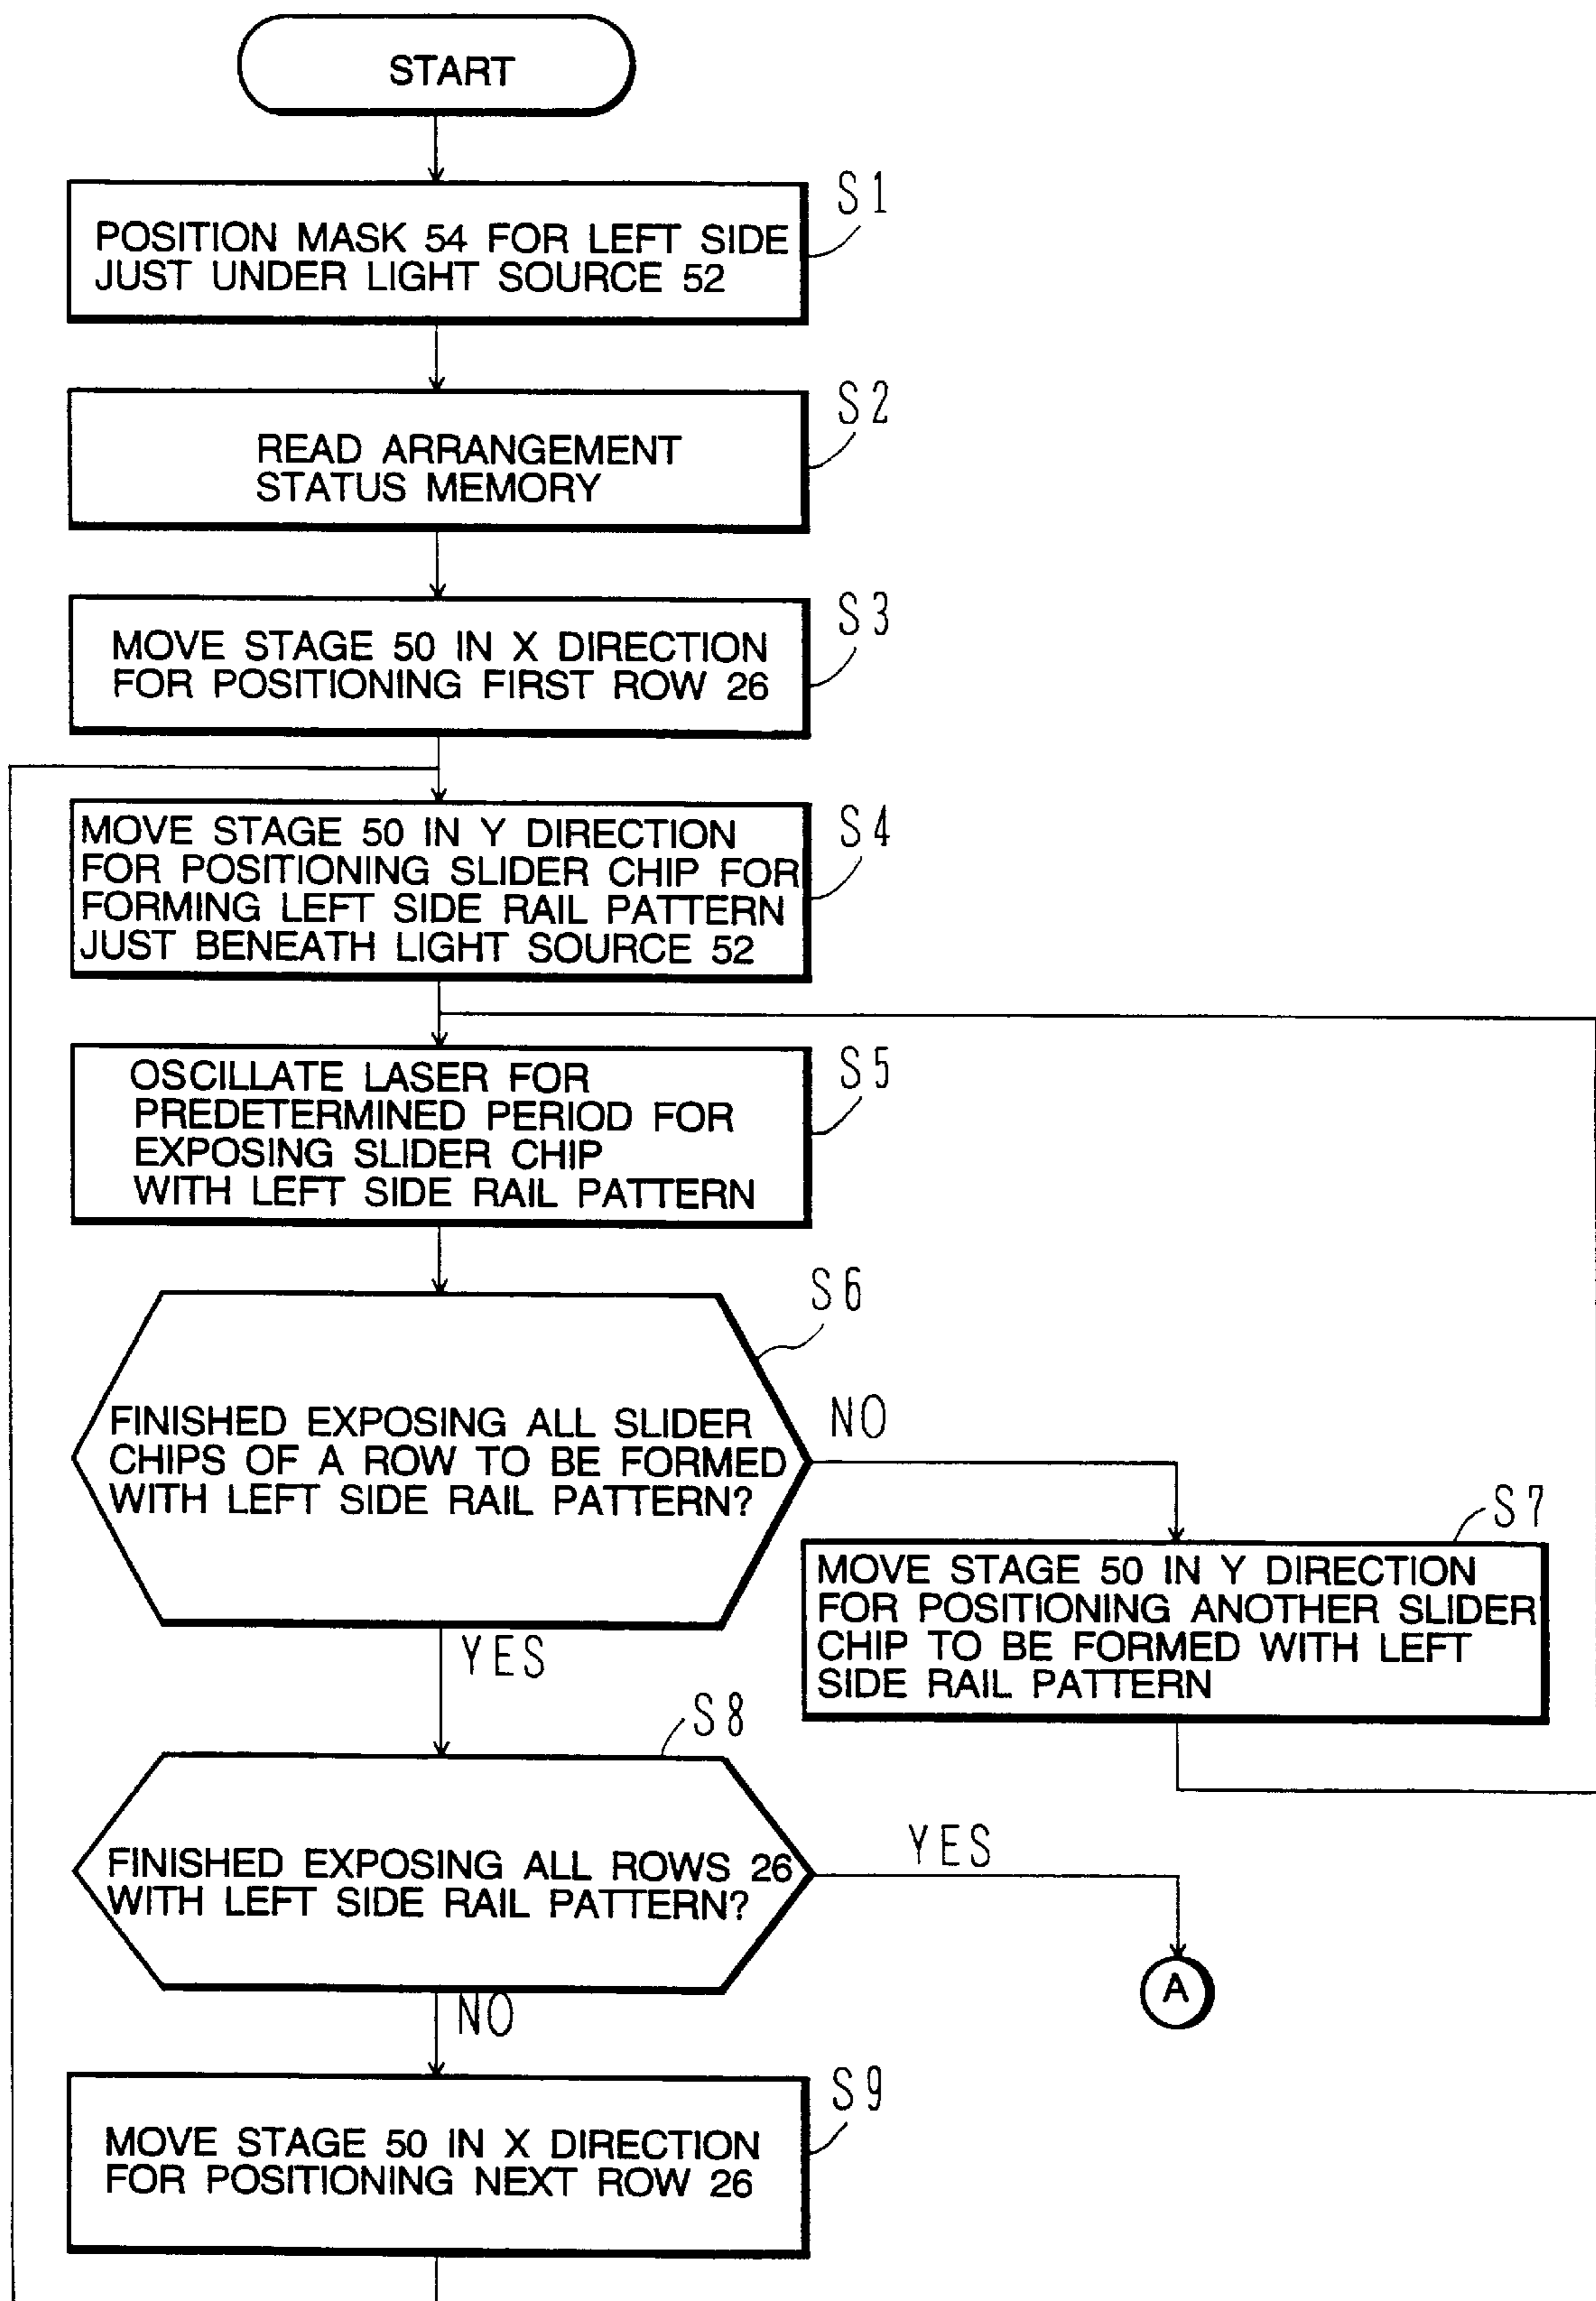 START
S1
POSITION MASK 54 FOR LEFT SIDE
JUST UNDER LIGHT SOURCE 52
S2
READ ARRANGEMENT
STATUS MEMORY
S3
MOVE STAGE 50 IN X DIRECTION
FOR POSITIONING FIRST ROW 26
S4
MOVE STAGE 50 IN Y DIRECTION
FOR POSITIONING SLIDER CHIP FOR
FORMING LEFT SIDE RAIL PATTERN
JUST BENEATH LIGHT SOURCE 52
S5
OSCILLATE LASER FOR
PREDETERMINED PERIOD FOR
EXPOSING SLIDER CHIP
WITH LEFT SIDE RAIL PATTERN
S6
FINISHED EXPOSING ALL SLIDER
CHIPS OF A ROW TO BE FORMED
WITH LEFT SIDE RAIL PATTERN?
NO
S7
MOVE STAGE 50 IN Y DIRECTION
FOR POSITIONING ANOTHER SLIDER
CHIP TO BE FORMED WITH LEFT
SIDE RAIL PATTERN
YES
S8
FINISHED EXPOSING ALL ROWS 26
WITH LEFT SIDE RAIL PATTERN?
YES
A
NO
S9
MOVE STAGE 50 IN X DIRECTION
FOR POSITIONING NEXT ROW 26